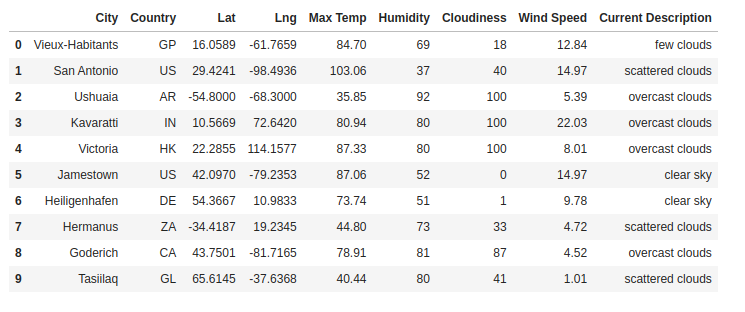 City Country Lat Lng Max Temp Humidity Cloudiness Wind Speed Current Description
0 Vieux-Habitants GP 16.0589 -61.7659 84.70 69 18 12.84 few clouds
1 San Antonio US 29.4241 -98.4936 103.06 37 40 14.97 scattered clouds
2 Ushuaia AR -54.8000 -68.3000 35.85 92 100 5.39 overcast clouds
3 Kavaratti IN 10.5669 72.6420 80.94 80 100 22.03 overcast clouds
4 Victoria HK 22.2855 114.1577 87.33 80 100 8.01 overcast clouds
5 Jamestown US 42.0970 -79.2353 87.06 52 0 14.97 clear sky
6 Heiligenhafen DE 54.3667 10.9833 73.74 51 1 9.78 clear sky
7 Hermanus ZA -34.4187 19.2345 44.80 73 33 4.72 scattered clouds
8 Goderich CA 43.7501 -81.7165 78.91 81 87 4.52 overcast clouds
9 Tasiilaq GL 65.6145 -37.6368 40.44 80 41 1.01 scattered clouds